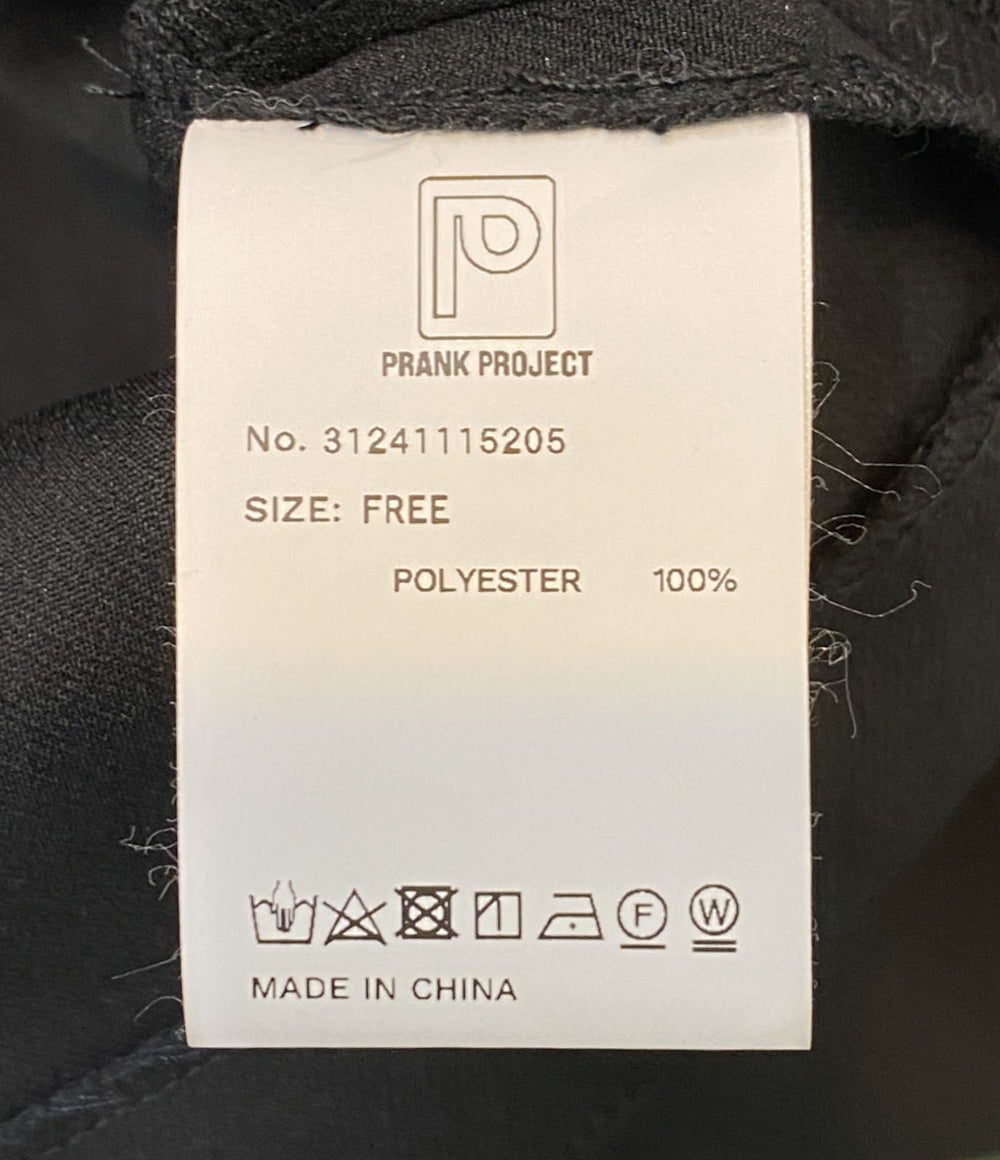 P
PRANK PROJECT
No. 31241115205
SIZE: FREE
POLYESTER 100%
F W
MADE IN CHINA